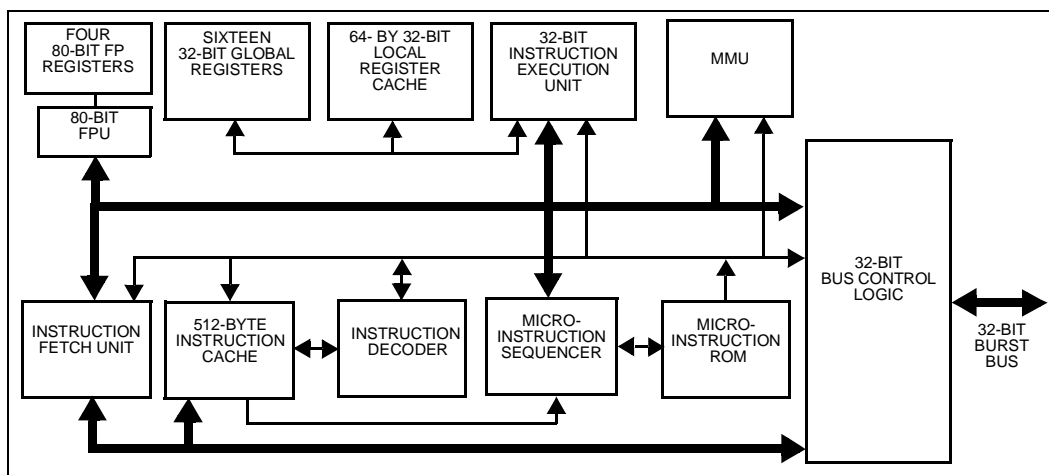 FOUR
80-BIT FP
REGISTERS
80-BIT
FPU
SIXTEEN
32-BIT GLOBAL
REGISTERS
64- BY 32-BIT
LOCAL
REGISTER
CACHE
32-BIT
INSTRUCTION
EXECUTION
UNIT
MMU
INSTRUCTION
FETCH UNIT
512-BYTE
INSTRUCTION
CACHE
INSTRUCTION
DECODER
MICRO-
INSTRUCTION
SEQUENCER
MICRO-
INSTRUCTION
ROM
32-BIT
BUS CONTROL
LOGIC
32-BIT
BURST
BUS